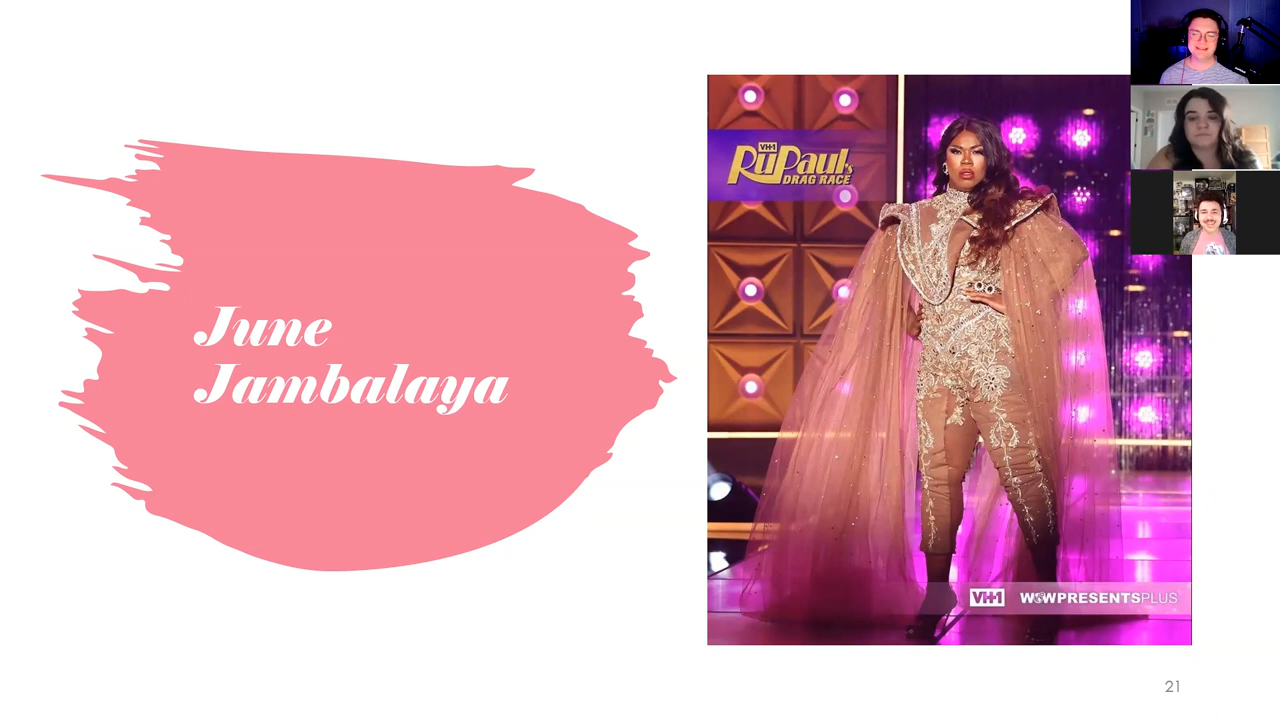 June
Jambalaya
VH1
RuPaul's
DRAG RACE
VH1 WOWPRESENTSPLUS
21